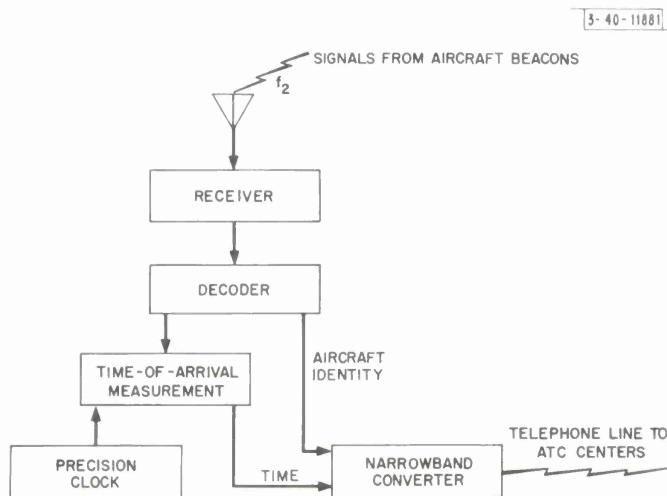 3-40-11881
SIGNALS FROM AIRCRAFT BEACONS
f2
RECEIVER
DECODER
AIRCRAFT
IDENTITY
TIME-OF-ARRIVAL
MEASUREMENT
TELEPHONE LINE TO
ATC CENTERS
PRECISION
CLOCK
TIME
NARROWBAND
CONVERTER